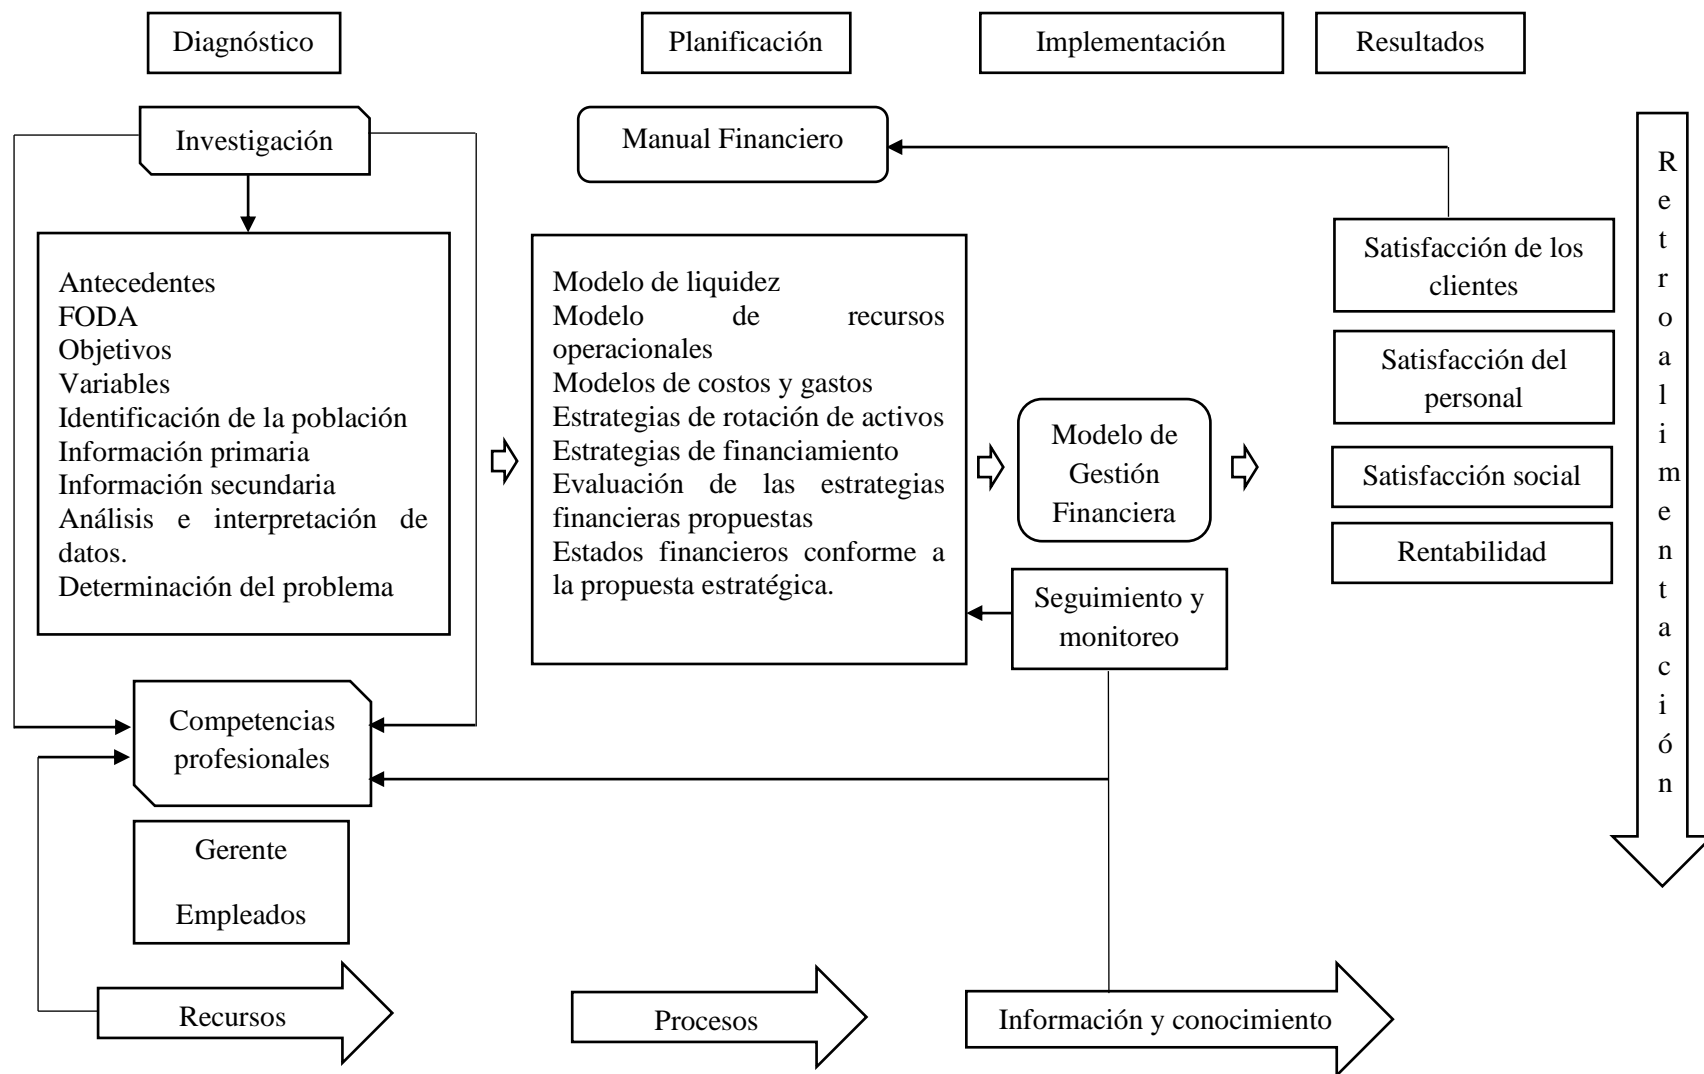 Diagnóstico
Planificación
Implementación
Resultados
Investigación
Manual Financiero
Antecedentes
FODA
Objetivos
Variables
Identificación de la población
Información primaria
Información secundaria
Análisis e interpretación de
datos.
Determinación del problema
Modelo de liquidez
Modelo de recursos
operacionales
Modelos de costos y gastos
Estrategias de rotación de activos
Estrategias de financiamiento
Evaluación de las estrategias
financieras propuestas
Estados financieros conforme a
la propuesta estratégica.
Modelo de
Gestión
Financiera
Seguimiento y
monitoreo
Satisfacción de los
clientes
Satisfacción del
personal
Satisfacción social
Rentabilidad
Retroalimentación
Competencias
profesionales
Gerente
Empleados
Recursos
Procesos
Información y conocimiento